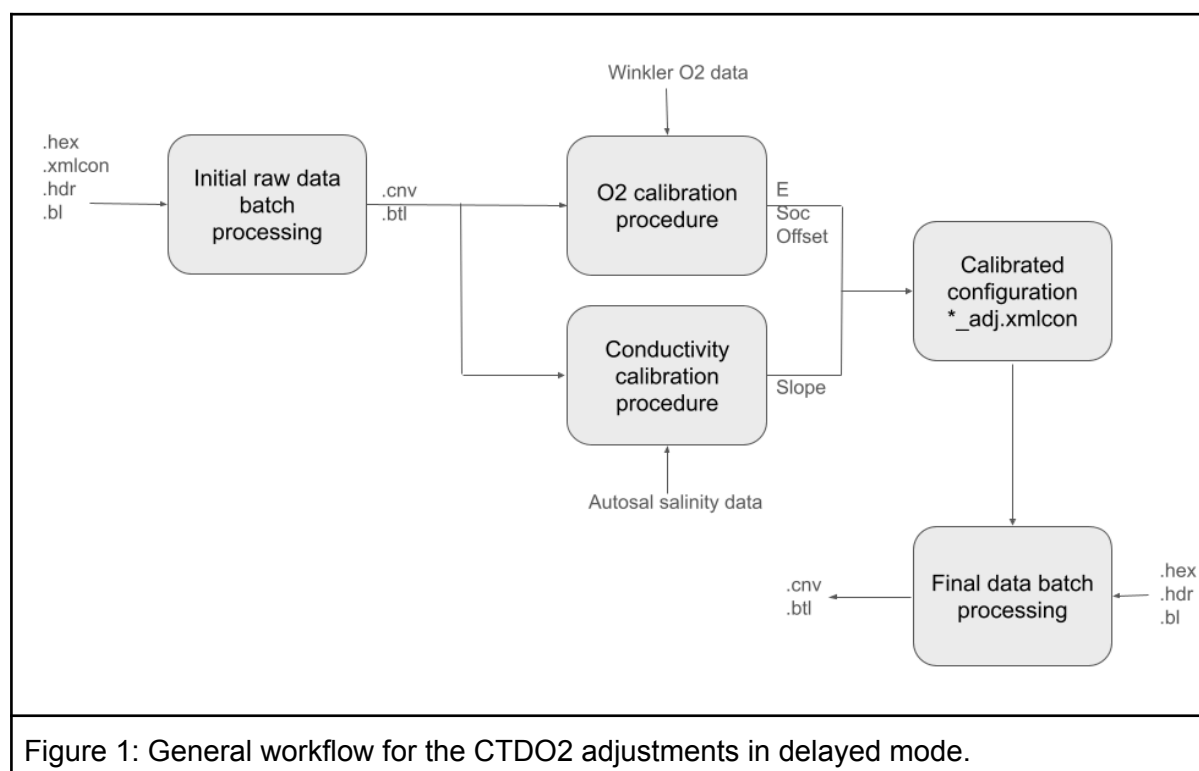 Winkler O2 data
.hex
.xmlcon
.hdr
.bl
Initial raw data
batch
processing
.cnv
.btl
O2 calibration
procedure
E
Soc
Offset
Calibrated
configuration
*_adj.xmlcon
Conductivity
calibration
procedure
Slope
Autosal salinity data
.cnv
.btl
Final data batch
processing
.hex
.hdr
.bl
Figure 1: General workflow for the CTDO2 adjustments in delayed mode.